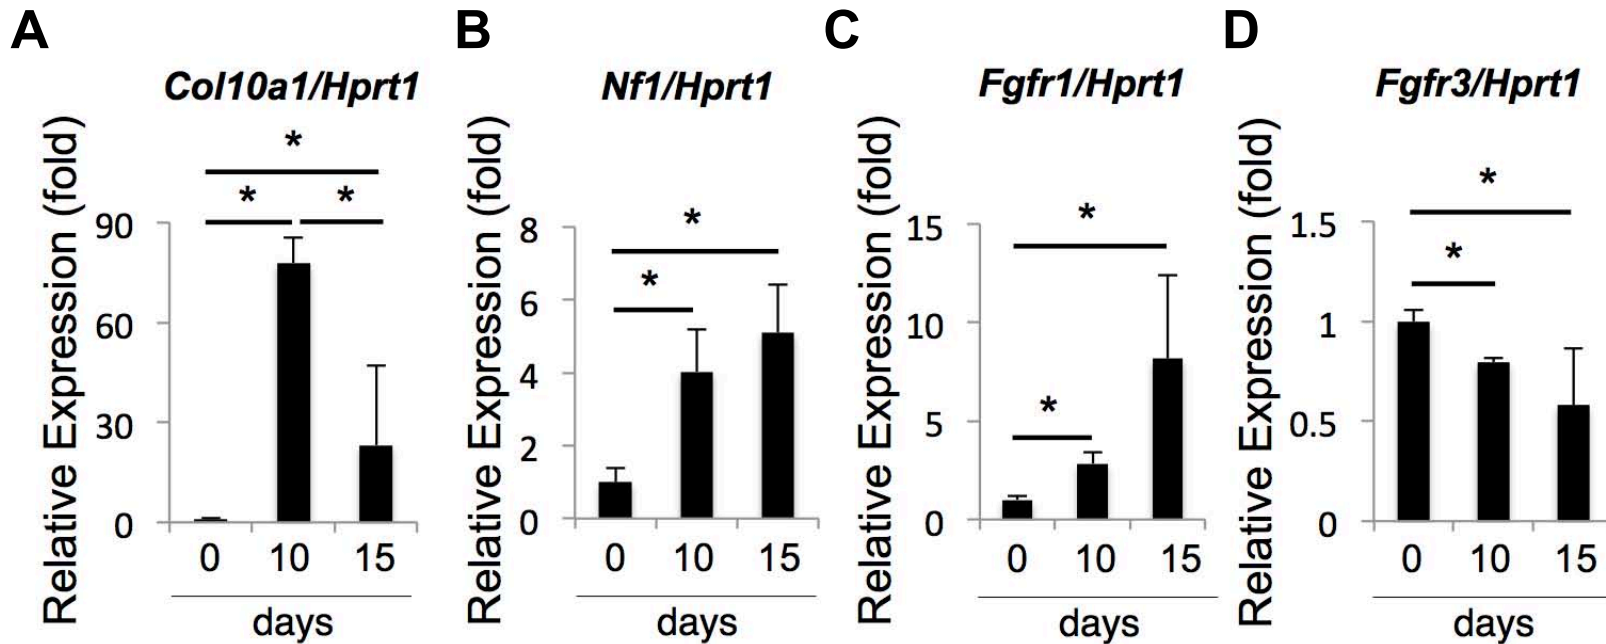 A
Col10a1/Hprt1
Relative Expression (fold)
90
60
30
0
*
*
*
0 10 15
days
B
Nf1/Hprt1
Relative Expression (fold)
8
6
4
2
0
*
*
0 10 15
days
C
Fgfr1/Hprt1
Relative Expression (fold)
15
10
5
0
*
*
0 10 15
days
D
Fgfr3/Hprt1
Relative Expression (fold)
1.5
1
0.5
0
*
*
0 10 15
days